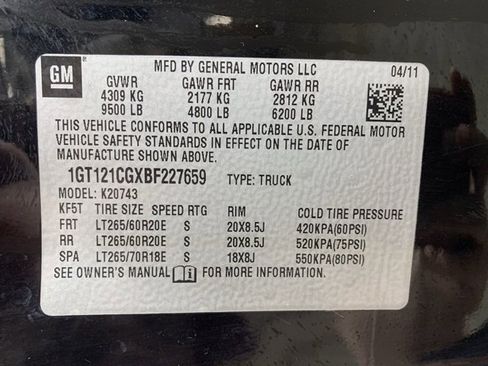 MFD BY GENERAL MOTORS LLC 04/11
GM
GVWR GAWR FRT GAWR RR
4309 KG 2177 KG 2812 KG
9500 LB 4800 LB 6200 LB
THIS VEHICLE CONFORMS TO ALL APPLICABLE U.S. FEDERAL MOTOR
VEHICLE SAFETY STANDARDS IN EFFECT ON THE DATE OF
MANUFACTURE SHOWN ABOVE.
1GT121CGXBF227659 TYPE: TRUCK
MODEL: K20743
KF5T TIRE SIZE SPEED RTG RIM COLD TIRE PRESSURE
FRT LT265/60R20E S 20X8.5J 420KPA(60PSI)
RR LT265/60R20E S 20X8.5J 520KPA(75PSI)
SPA LT265/70R18E S 18X8J 550KPA(80PSI)
SEE OWNER'S MANUAL FOR MORE INFORMATION.